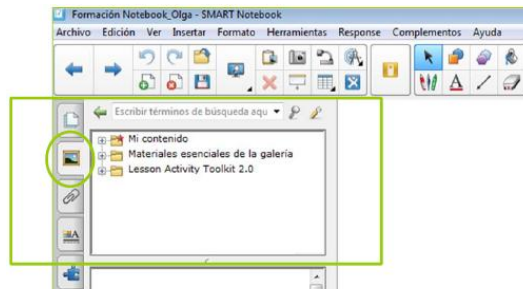 Formación Notebook_Olga - SMART Notebook
Archivo Edición Ver Insertar Formato Herramientas Response Complementos Ayuda
Escribir términos de búsqueda aqu
Mi contenido
Materiales esenciales de la galería
Lesson Activity Toolkit 2.0